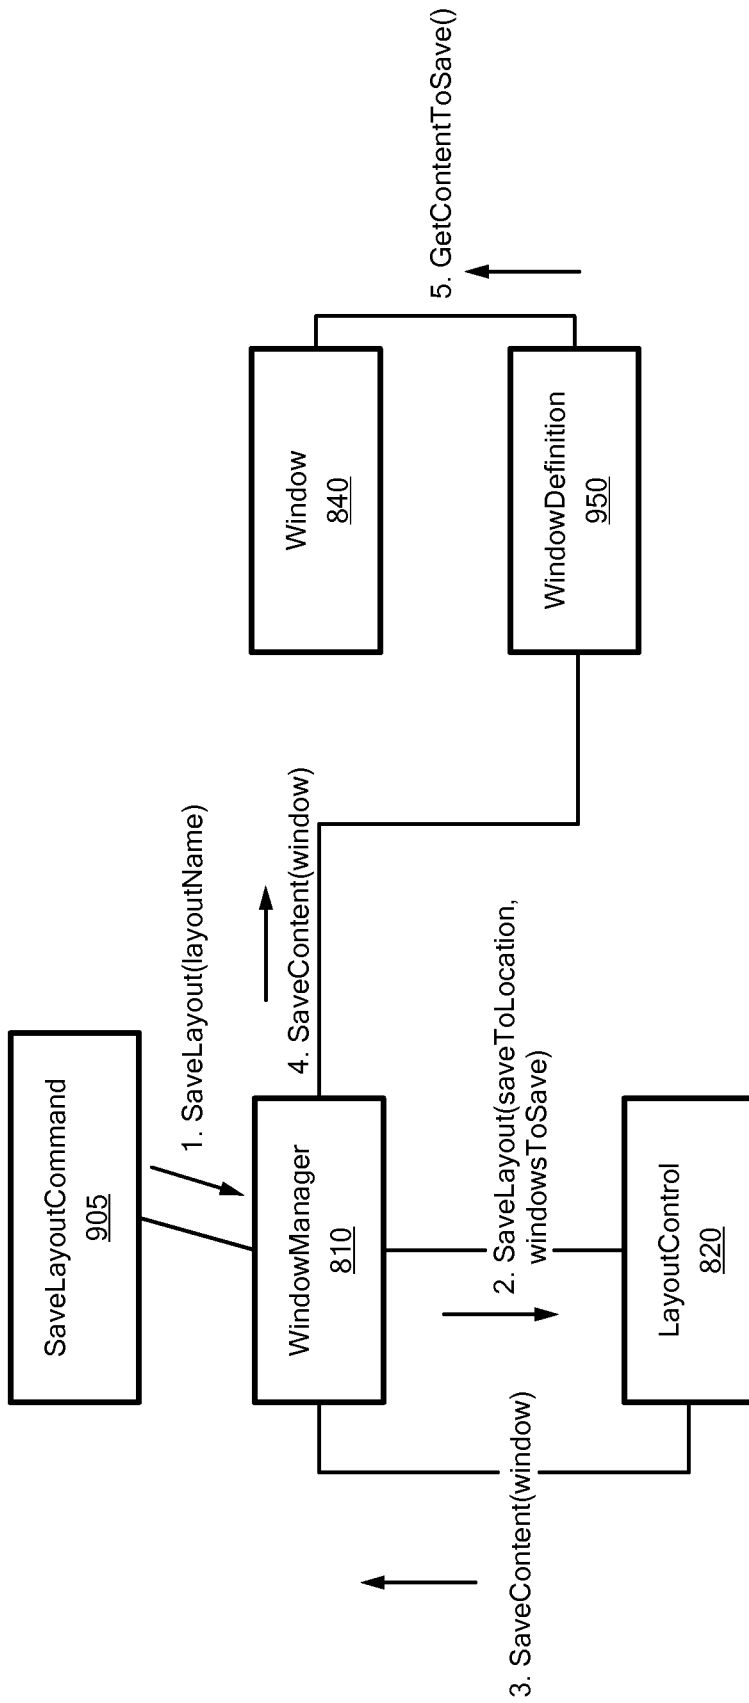 SaveLayoutCommand
905
1. SaveLayout(layoutName)
WindowManager
810
4. SaveContent(window)
Window
840
5. GetContentToSave()
3. SaveContent(window)
2. SaveLayout(saveToLocation,
windowsToSave)
WindowDefinition
950
LayoutControl
820